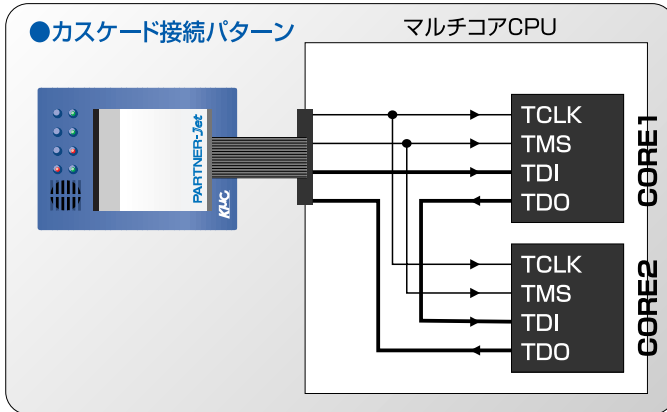 ●カスケード接続パターン
マルチコアCPU
PARTNER-Jet
KMC
TCLK
TMS
TDI
TDO
CORE1
TCLK
TMS
TDI
TDO
CORE2